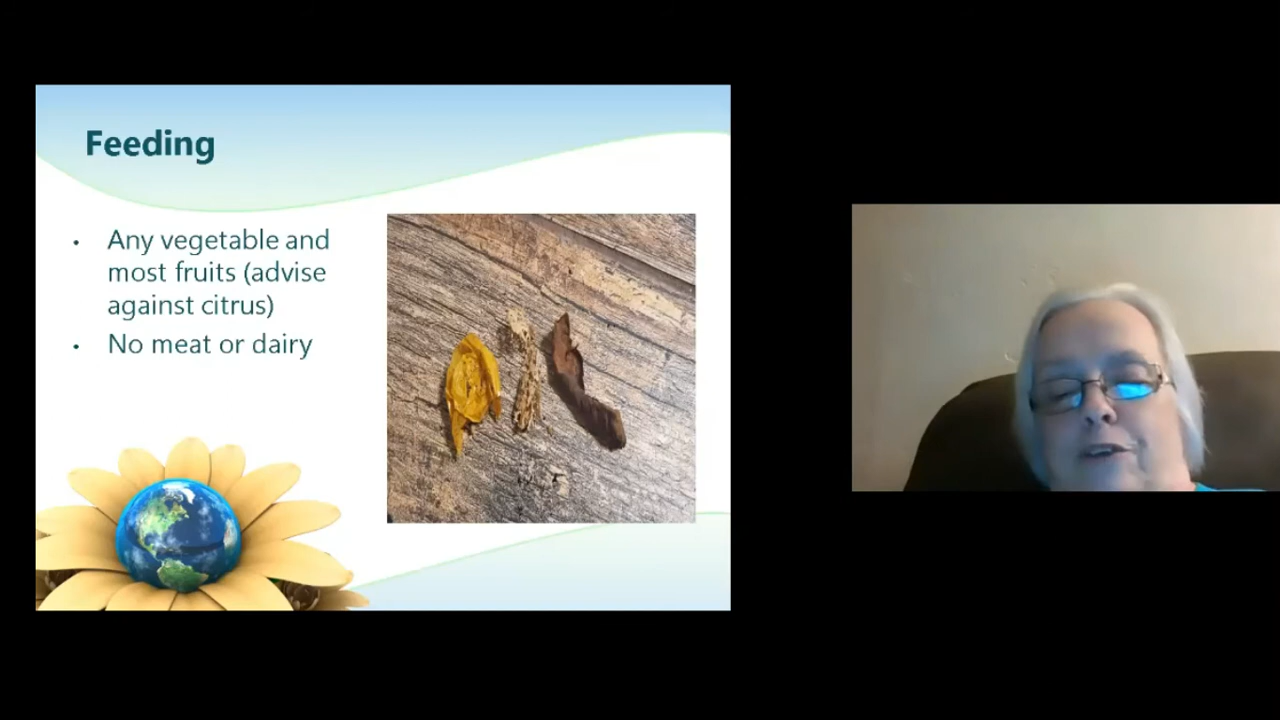 Feeding
• Any vegetable and
most fruits (advise
against citrus)
• No meat or dairy